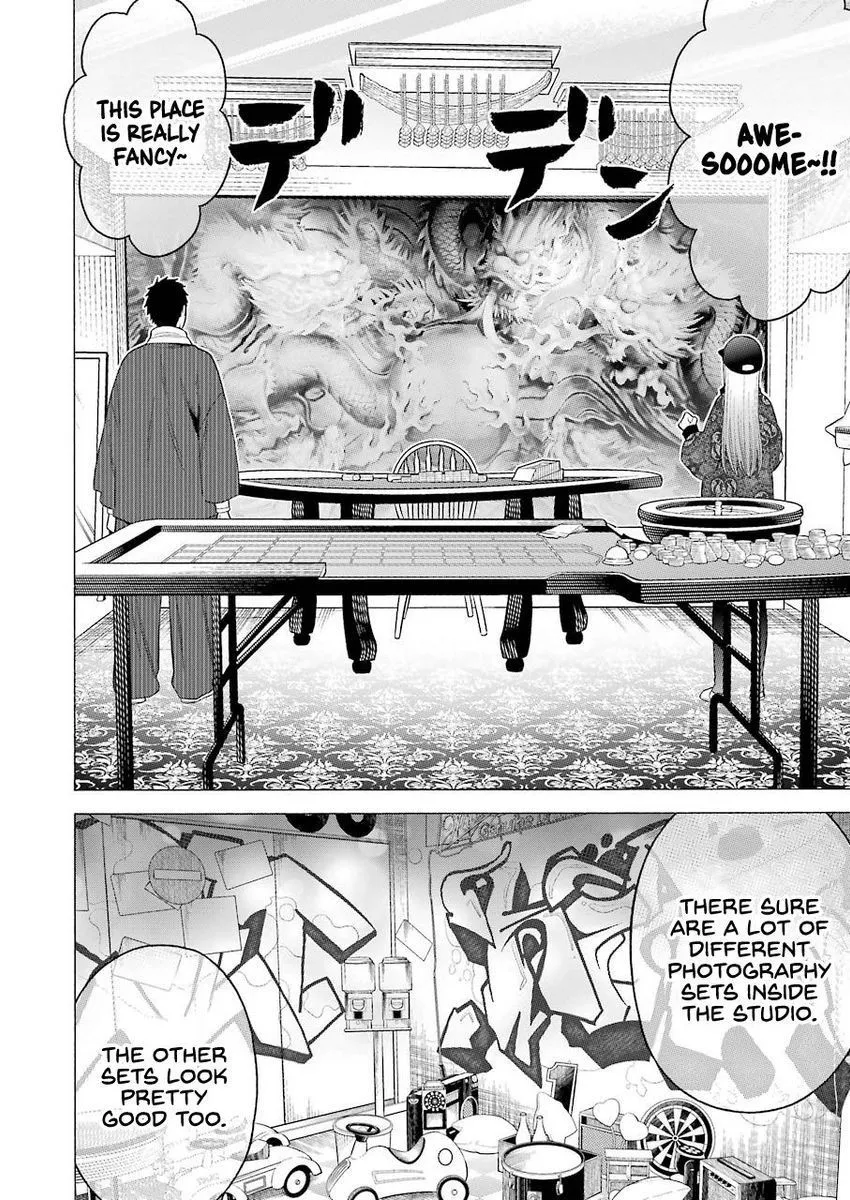 AWE-
SOOOME~!!
THIS PLACE
IS REALLY
FANCY~
デデン
THERE SURE
ARE A LOT OF
DIFFERENT
PHOTOGRAPHY
SETS INSIDE
THE STUDIO.
THE OTHER
SETS LOOK
PRETTY
GOOD TOO.
1